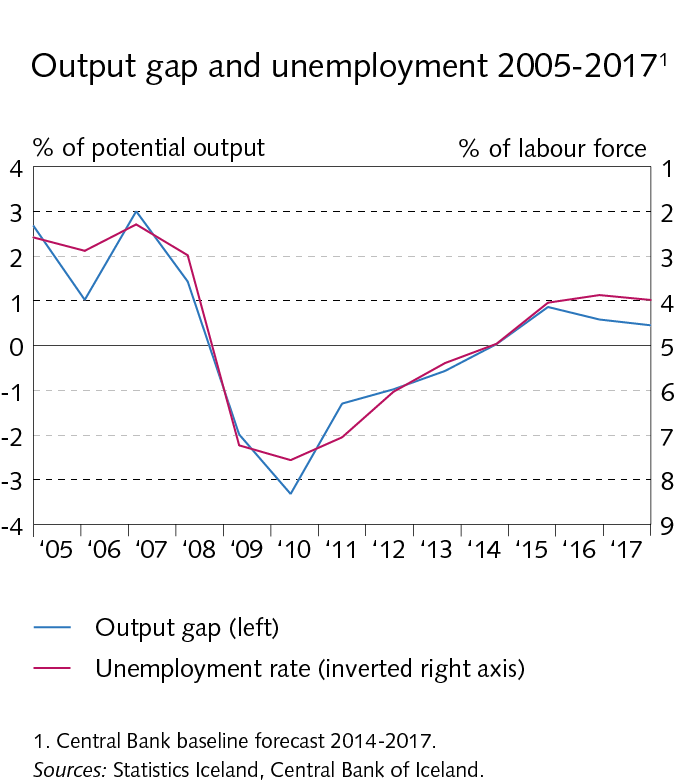 Output gap and unemployment 2005-2017¹
% of potential output % of labour force
4 1
3 2
2 3
1 4
0 5
-1 6
-2 7
-3 8
-4 9
‘05 ‘06 ‘07 ‘08 ‘09 ‘10 ‘11 ‘12 ‘13 ‘14 ‘15 ‘16 ‘17
Output gap (left)
Unemployment rate (inverted right axis)
1. Central Bank baseline forecast 2014-2017.
Sources: Statistics Iceland, Central Bank of Iceland.